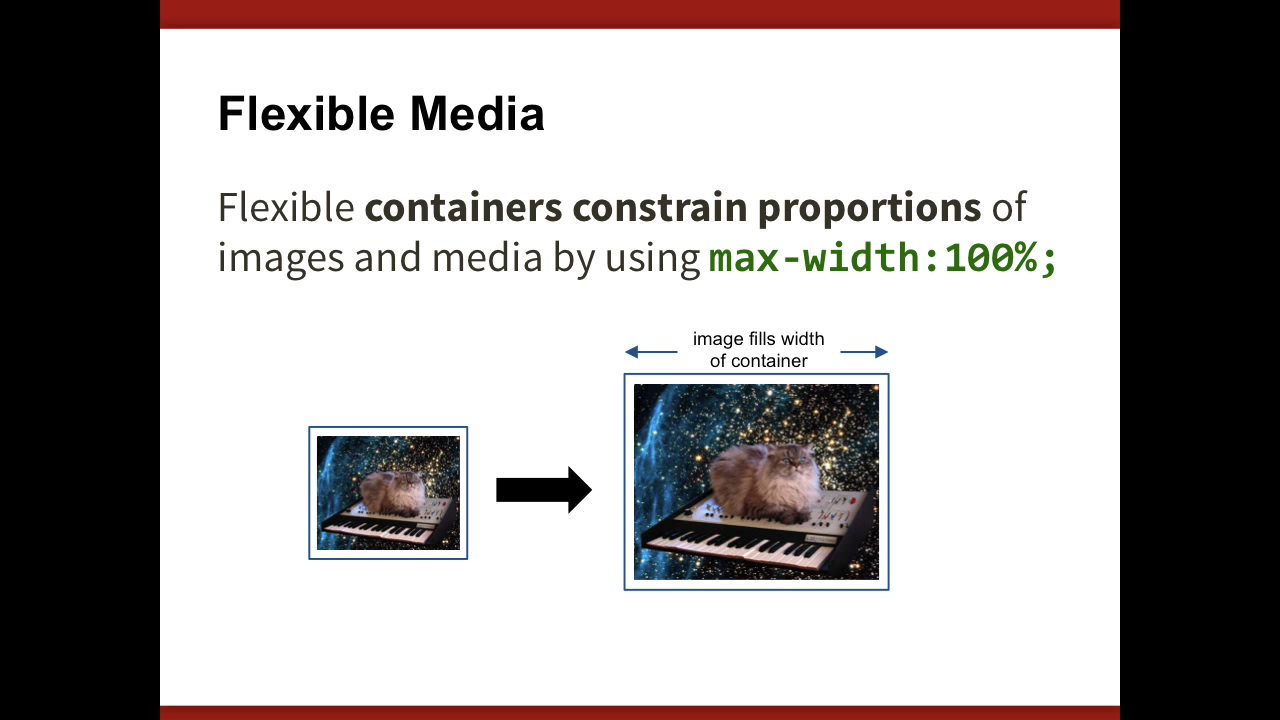 Flexible Media
Flexible containers constrain proportions of
images and media by using max-width:100%;
image fills width
of container